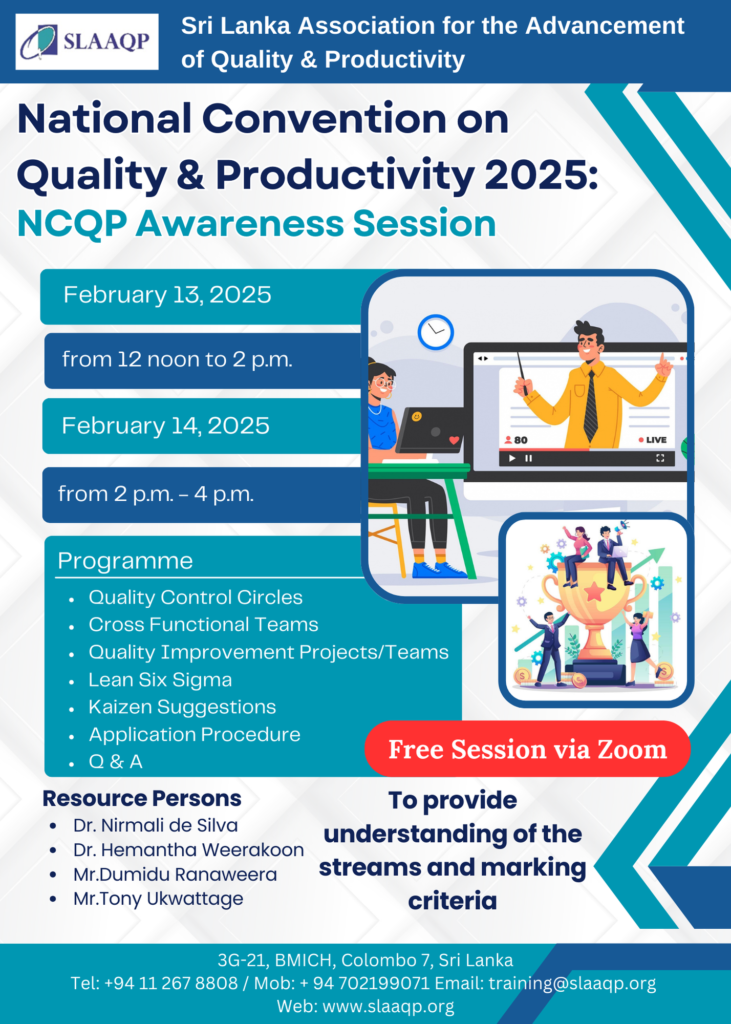 SLAAQP
Sri Lanka Association for the Advancement
of Quality & Productivity
National Convention on
Quality & Productivity 2025:
NCQP Awareness Session
February 13, 2025
from 12 noon to 2 p.m.
February 14, 2025
from 2 p.m. – 4 p.m.
80
LIVE
Programme
• Quality Control Circles
• Cross Functional Teams
• Quality Improvement Projects/Teams
• Lean Six Sigma
• Kaizen Suggestions
• Application Procedure
• Q & A
Free Session via Zoom
Resource Persons
• Dr. Nirmali de Silva
• Dr. Hemantha Weerakoon
• Mr.Dumidu Ranaweera
• Mr.Tony Ukwattage
To provide
understanding of the
streams and marking
criteria
3G-21, BMICH, Colombo 7, Sri Lanka
Tel: +94 11 267 8808 / Mob: + 94 702199071 Email: training@slaaqp.org
Web: www.slaaqp.org